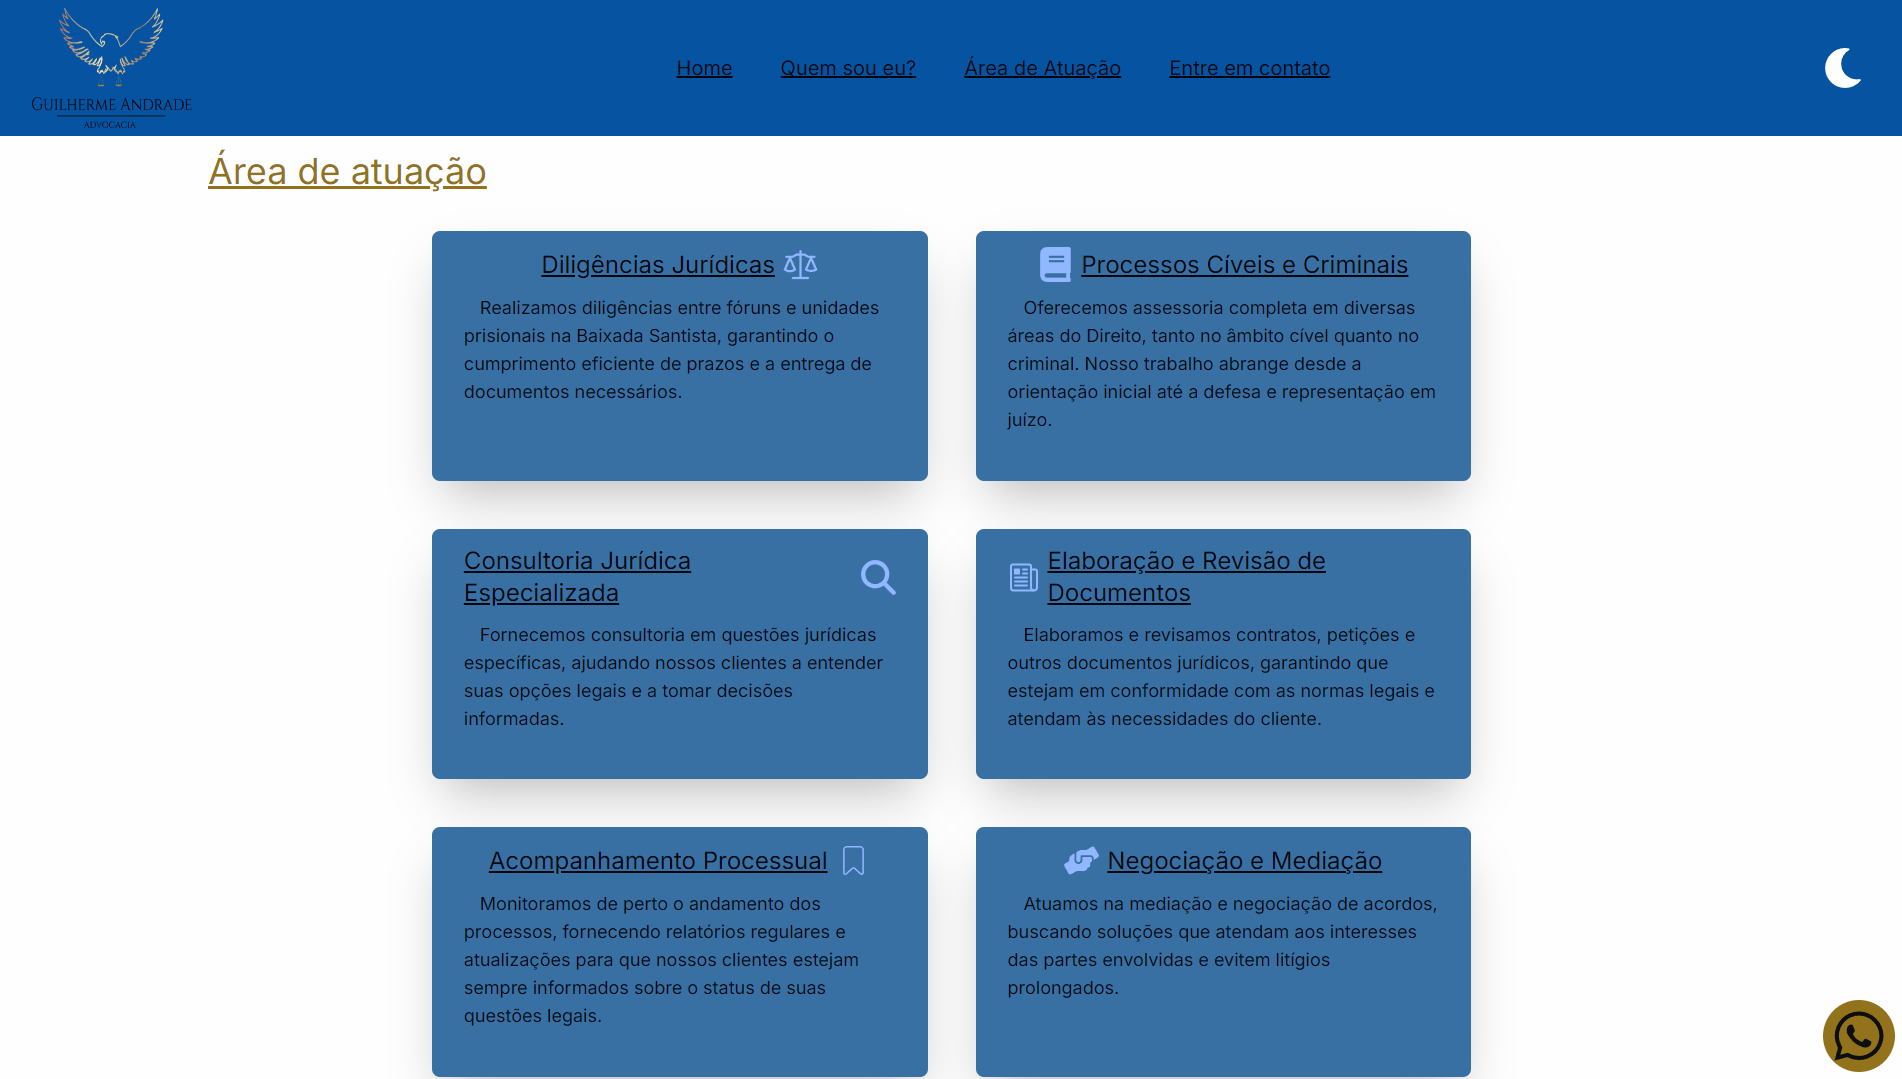 GUILHERME ANDRADE
ADVOCACIA
Home
Quem sou eu?
Área de Atuação
Entre em contato
Área de atuação
Diligências Jurídicas
Realizamos diligências entre fóruns e unidades
prisionais na Baixada Santista, garantindo o
cumprimento eficiente de prazos e a entrega de
documentos necessários.
Processos Cíveis e Criminais
Oferecemos assessoria completa em diversas
áreas do Direito, tanto no âmbito cível quanto no
criminal. Nosso trabalho abrange desde a
orientação inicial até a defesa e representação em
juízo.
Consultoria Jurídica
Especializada
Fornecemos consultoria em questões jurídicas
específicas, ajudando nossos clientes a entender
suas opções legais e a tomar decisões
informadas.
Elaboração e Revisão de
Documentos
Elaboramos e revisamos contratos, petições e
outros documentos jurídicos, garantindo que
estejam em conformidade com as normas legais e
atendam às necessidades do cliente.
Acompanhamento Processual
Monitoramos de perto o andamento dos
processos, fornecendo relatórios regulares e
atualizações para que nossos clientes estejam
sempre informados sobre o status de suas
questões legais.
Negociação e Mediação
Atuamos na mediação e negociação de acordos,
buscando soluções que atendam aos interesses
das partes envolvidas e evitem litígios
prolongados.